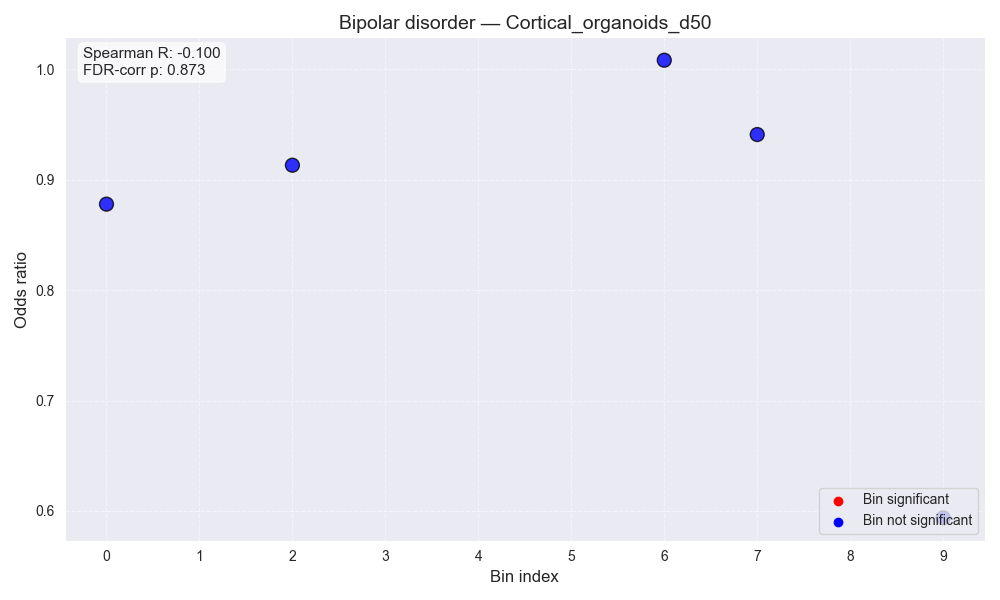 Bipolar disorder — Cortical_organoids_d50
Spearman R: -0.100
FDR-corr p: 0.873
Odds ratio
1.0
0.9
0.8
0.7
0.6
Bin significant
Bin not significant
0 1 2 3 4 5 6 7 8 9
Bin index